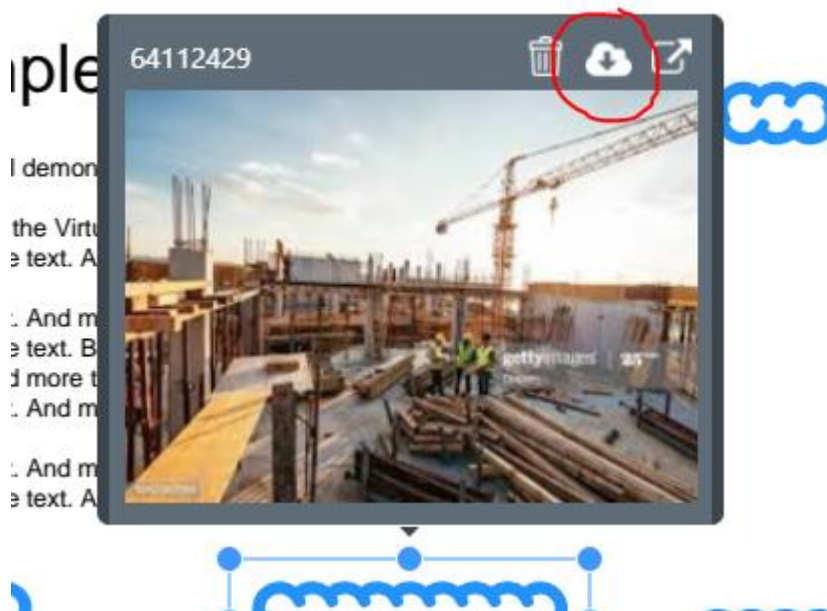 64112429
ple
l demon
the Virtu
e text. A
. And m
e text. B
d more t
. And m
. And m
e text. A
gettyimages